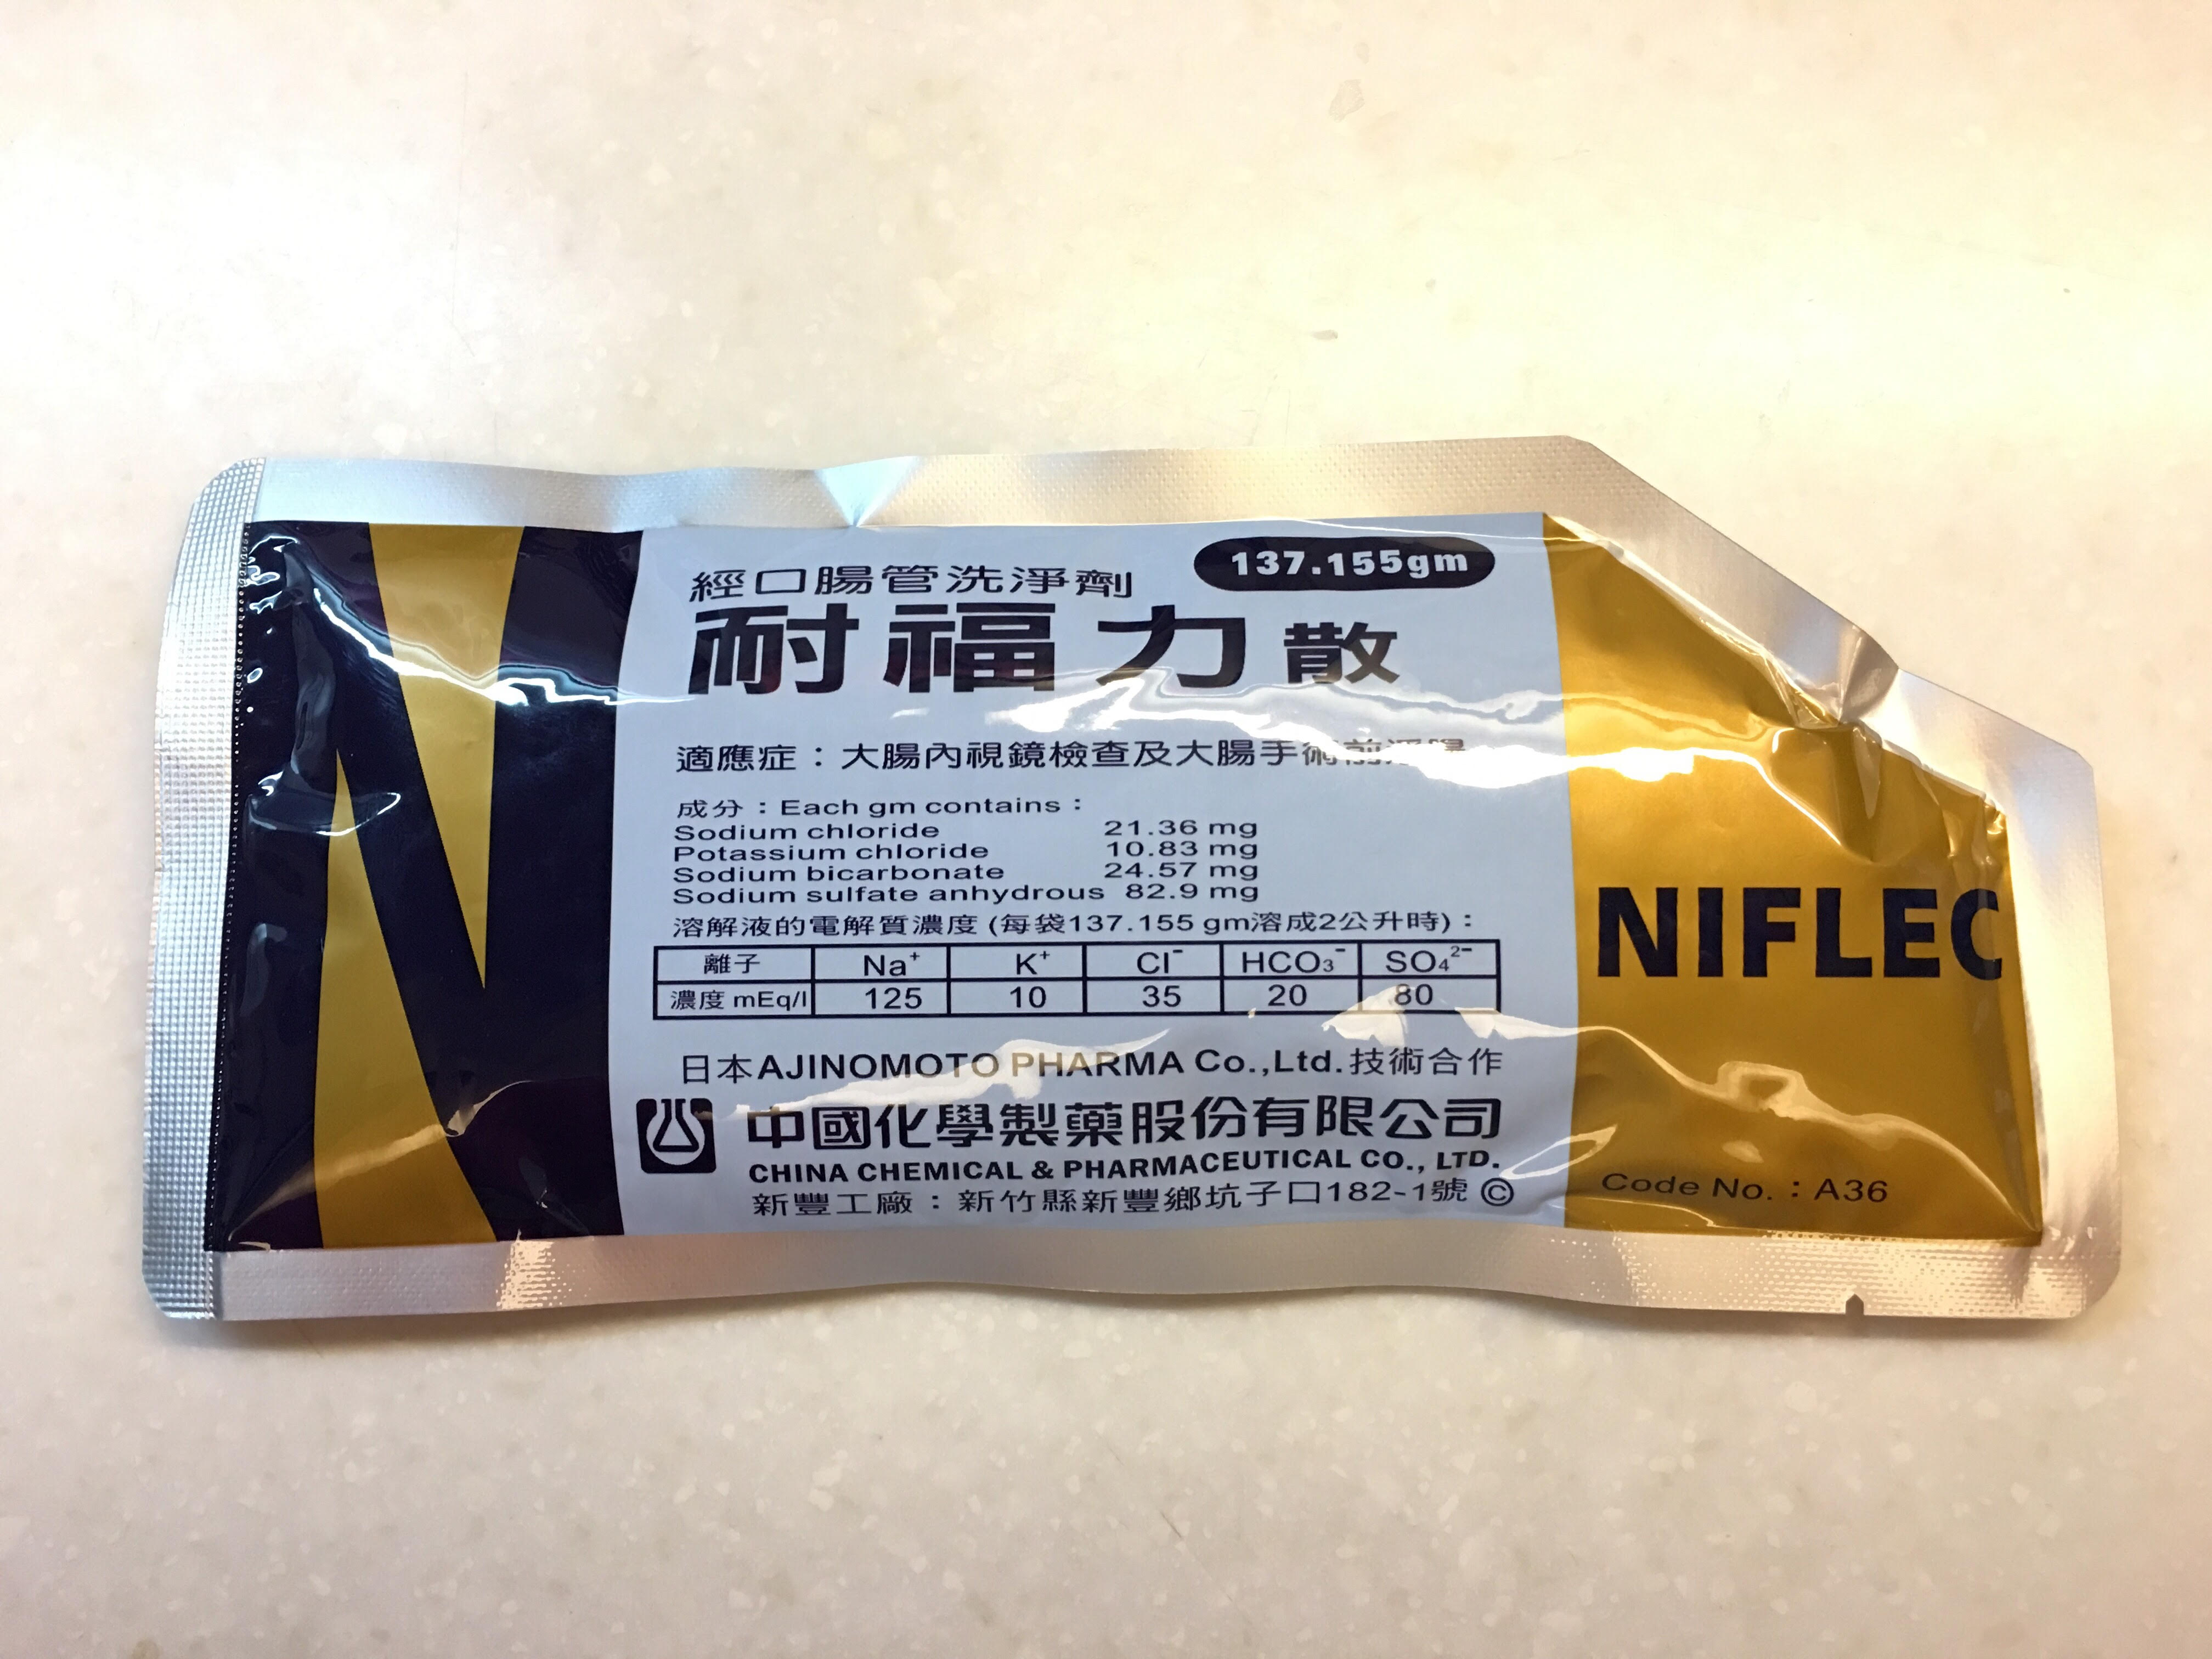 137.155gm
經口腸管洗淨劑
耐福力散
適應症：大腸內視鏡檢查及大腸手術前淨腸
成分：Each gm contains：
Sodium chloride 21.36 mg
Potassium chloride 10.83 mg
Sodium bicarbonate 24.57 mg
Sodium sulfate anhydrous 82.9 mg
溶解液的電解質濃度 (每袋137.155 gm溶成2公升時)：
離子 Na⁺ K⁺ Cl⁻ HCO₃⁻ SO₄²⁻
濃度 mEq/l 125 10 35 20 80
日本AJINOMOTO PHARMA Co.,Ltd.技術合作
中國化學製藥股份有限公司
CHINA CHEMICAL & PHARMACEUTICAL CO., LTD.
新豐工廠：新竹縣新豐鄉坑子口182-1號 ©
N
NIFLEC
Code No.：A36